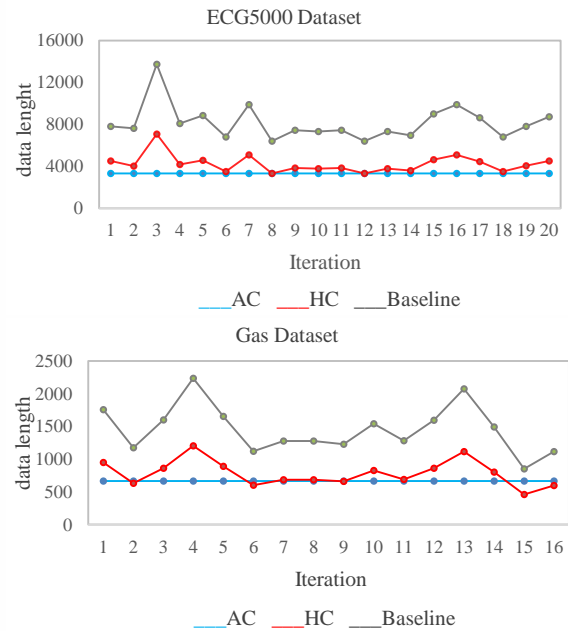 ECG5000 Dataset
16000
12000
8000
4000
0
data lenght
1 2 3 4 5 6 7 8 9 10 11 12 13 14 15 16 17 18 19 20
Iteration
AC HC Baseline
Gas Dataset
2500
2000
1500
1000
500
0
data length
1 2 3 4 5 6 7 8 9 10 11 12 13 14 15 16
Iteration
AC HC Baseline